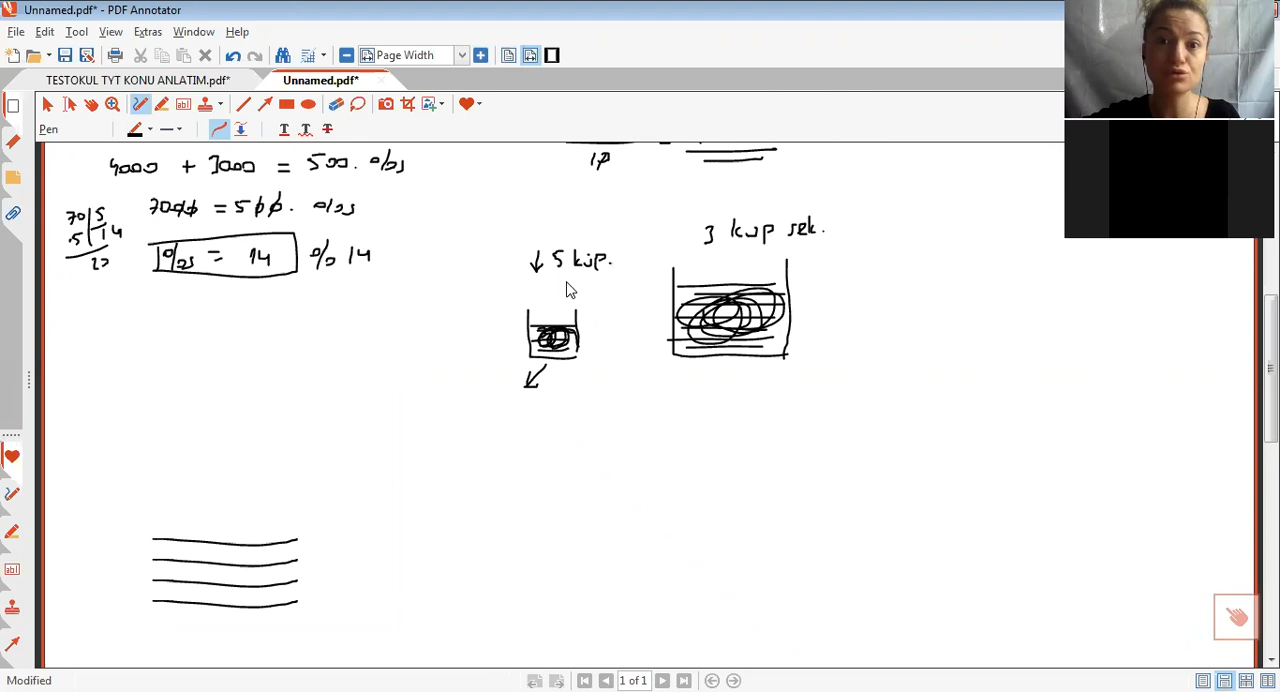 Unnamed.pdf* - PDF Annotator
File Edit Tool View Extras Window Help
Page Width
TESTOKUL TYT KONU ANLATIM.pdf*
Unnamed.pdf*
Pen
4000 + 3000 = 500. %s
10
3 küp şek.
70 5
7000 = 500. %s
5 14
20
%s = 14
% 14
↓ 5 küp.
1 of 1
Modified